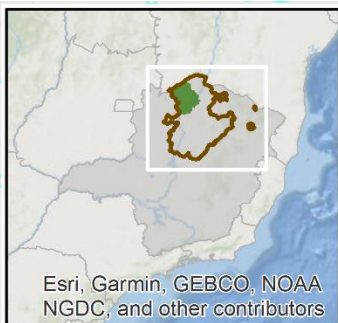 Esri, Garmin, GEBCO, NOAA
NGDC, and other contributors